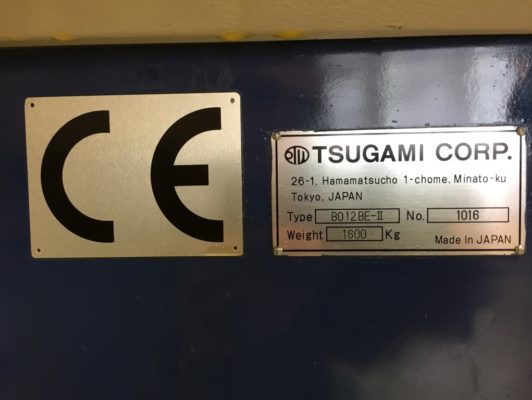 CE
TSUGAMI CORP.
26-1, Hamamatsucho 1-chome, Minato-ku
Tokyo, JAPAN
Type BO12BE-II No. 1016
Weight 1600 Kg
Made in JAPAN